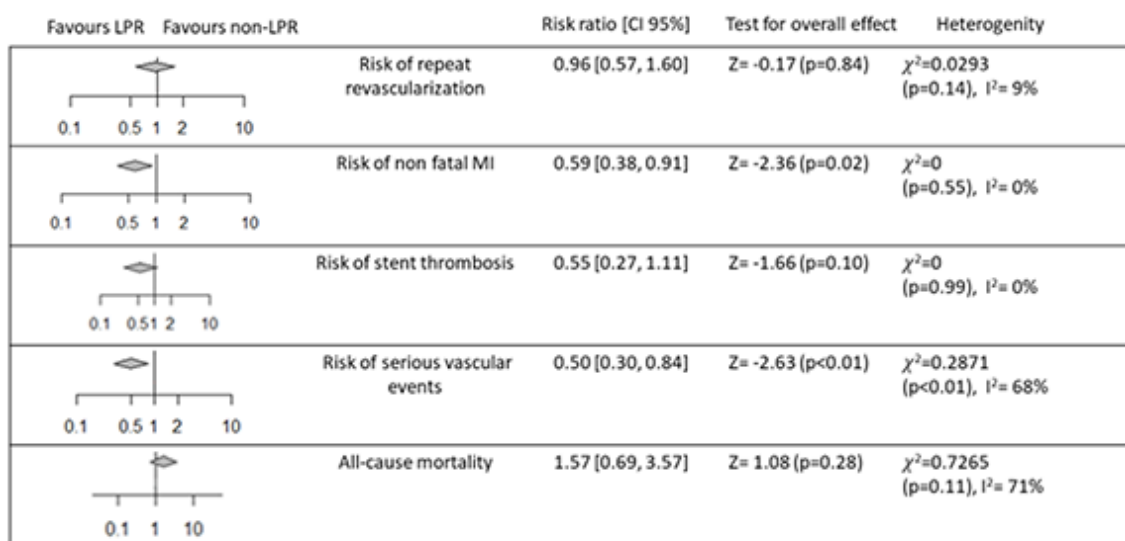 Favours LPR Favours non-LPR Risk ratio [CI 95%] Test for overall effect Heterogenity
Risk of repeat revascularization 0.96 [0.57, 1.60] Z= -0.17 (p=0.84) χ²=0.0293
(p=0.14), I²= 9%
0.1 0.5 1 2 10
Risk of non fatal MI 0.59 [0.38, 0.91] Z= -2.36 (p=0.02) χ²=0
(p=0.55), I²= 0%
0.1 0.5 1 2 10
Risk of stent thrombosis 0.55 [0.27, 1.11] Z= -1.66 (p=0.10) χ²=0
(p=0.99), I²= 0%
0.1 0.51 2 10
Risk of serious vascular events 0.50 [0.30, 0.84] Z= -2.63 (p<0.01) χ²=0.2871
(p<0.01), I²= 68%
0.1 0.5 1 2 10
All-cause mortality 1.57 [0.69, 3.57] Z= 1.08 (p=0.28) χ²=0.7265
(p=0.11), I²= 71%
0.1 1 10